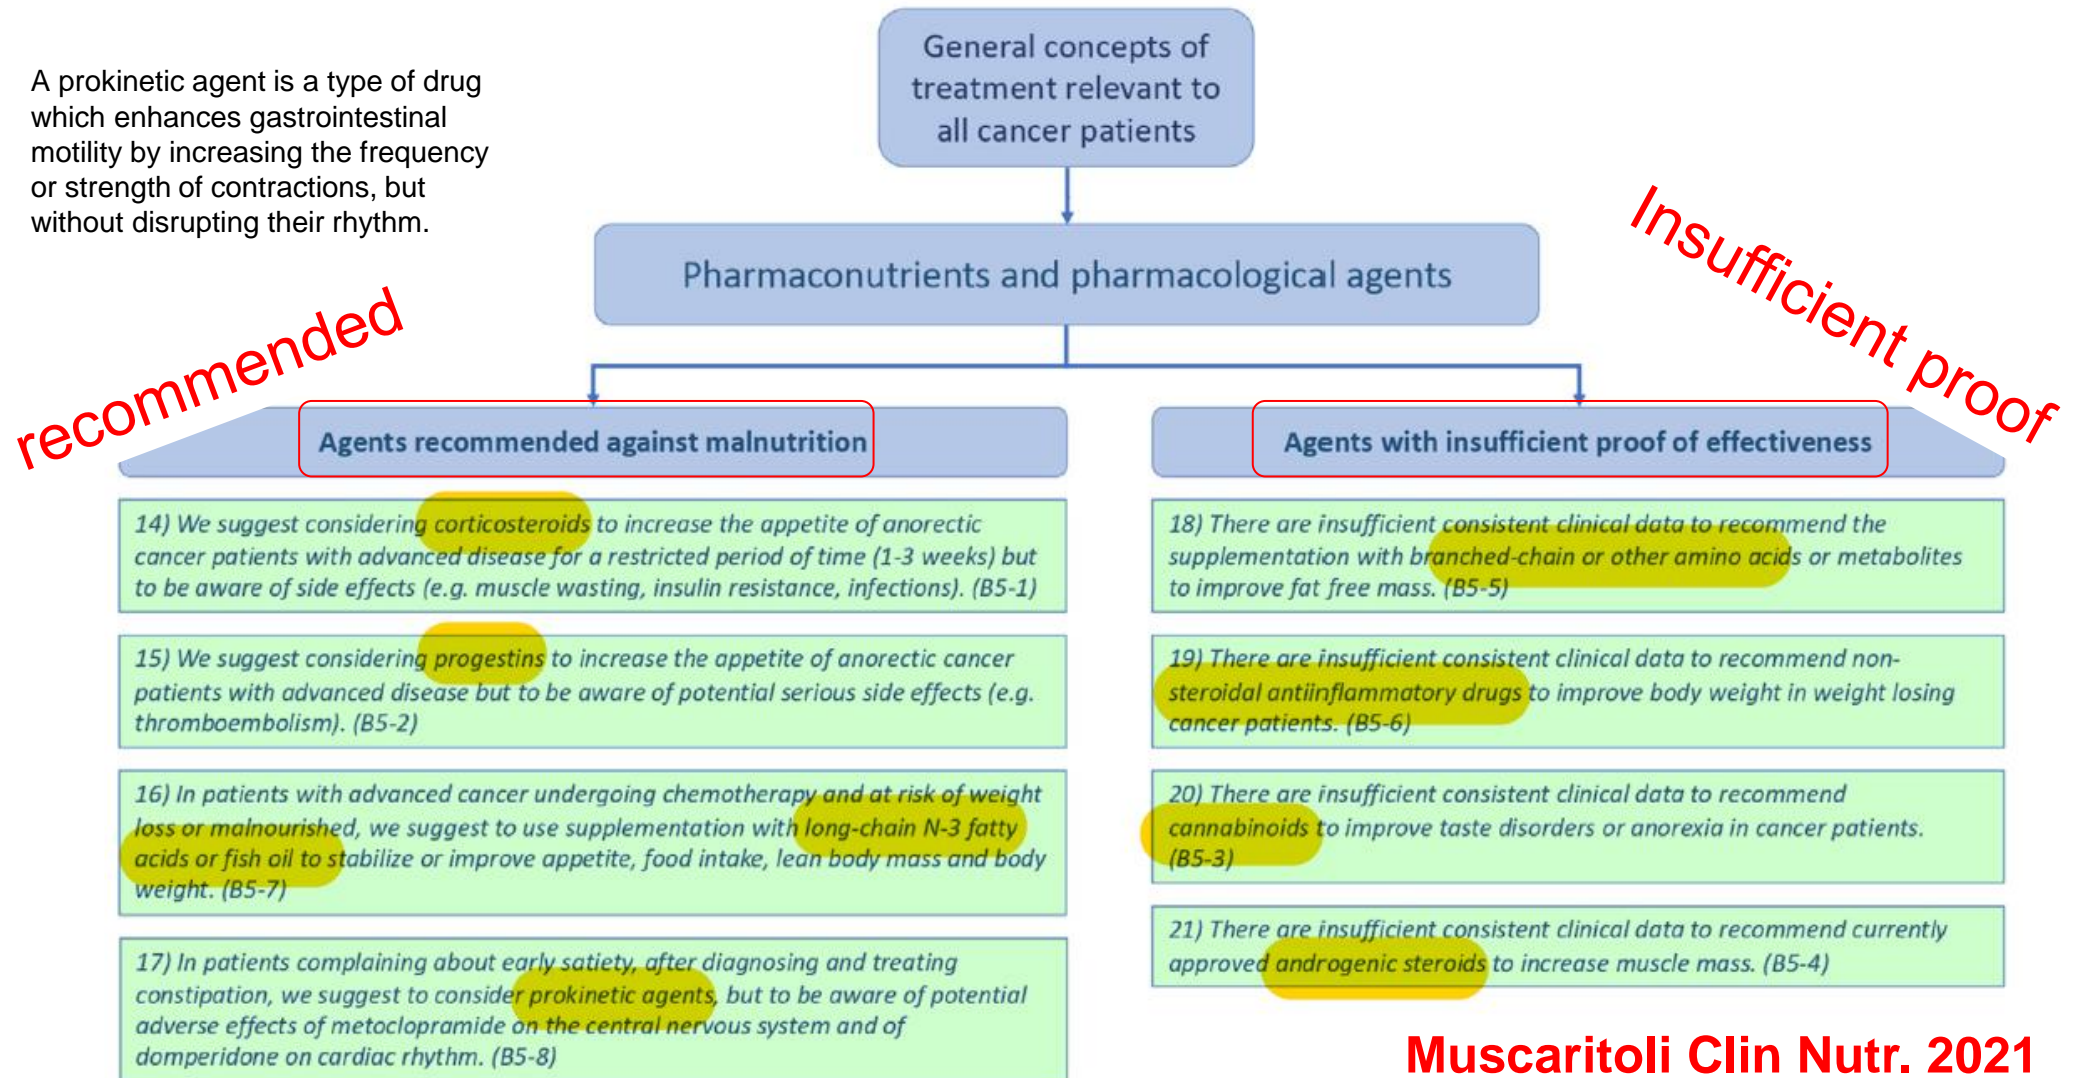 General concepts of
treatment relevant to
all cancer patients
A prokinetic agent is a type of drug
which enhances gastrointestinal
motility by increasing the frequency
or strength of contractions, but
without disrupting their rhythm.
Pharmaconutrients and pharmacological agents
recommended
Insufficient proof
Agents recommended against malnutrition
14) We suggest considering corticosteroids to increase the appetite of anorectic
cancer patients with advanced disease for a restricted period of time (1-3 weeks) but
to be aware of side effects (e.g. muscle wasting, insulin resistance, infections). (B5-1)
15) We suggest considering progestins to increase the appetite of anorectic cancer
patients with advanced disease but to be aware of potential serious side effects (e.g.
thromboembolism). (B5-2)
16) In patients with advanced cancer undergoing chemotherapy and at risk of weight
loss or malnourished, we suggest to use supplementation with long-chain N-3 fatty
acids or fish oil to stabilize or improve appetite, food intake, lean body mass and body
weight. (B5-7)
17) In patients complaining about early satiety, after diagnosing and treating
constipation, we suggest to consider prokinetic agents, but to be aware of potential
adverse effects of metoclopramide on the central nervous system and of
domperidone on cardiac rhythm. (B5-8)
Agents with insufficient proof of effectiveness
18) There are insufficient consistent clinical data to recommend the
supplementation with branched-chain or other amino acids or metabolites
to improve fat free mass. (B5-5)
19) There are insufficient consistent clinical data to recommend non-
steroidal antiinflammatory drugs to improve body weight in weight losing
cancer patients. (B5-6)
20) There are insufficient consistent clinical data to recommend
cannabinoids to improve taste disorders or anorexia in cancer patients.
(B5-3)
21) There are insufficient consistent clinical data to recommend currently
approved androgenic steroids to increase muscle mass. (B5-4)
Muscaritoli Clin Nutr. 2021